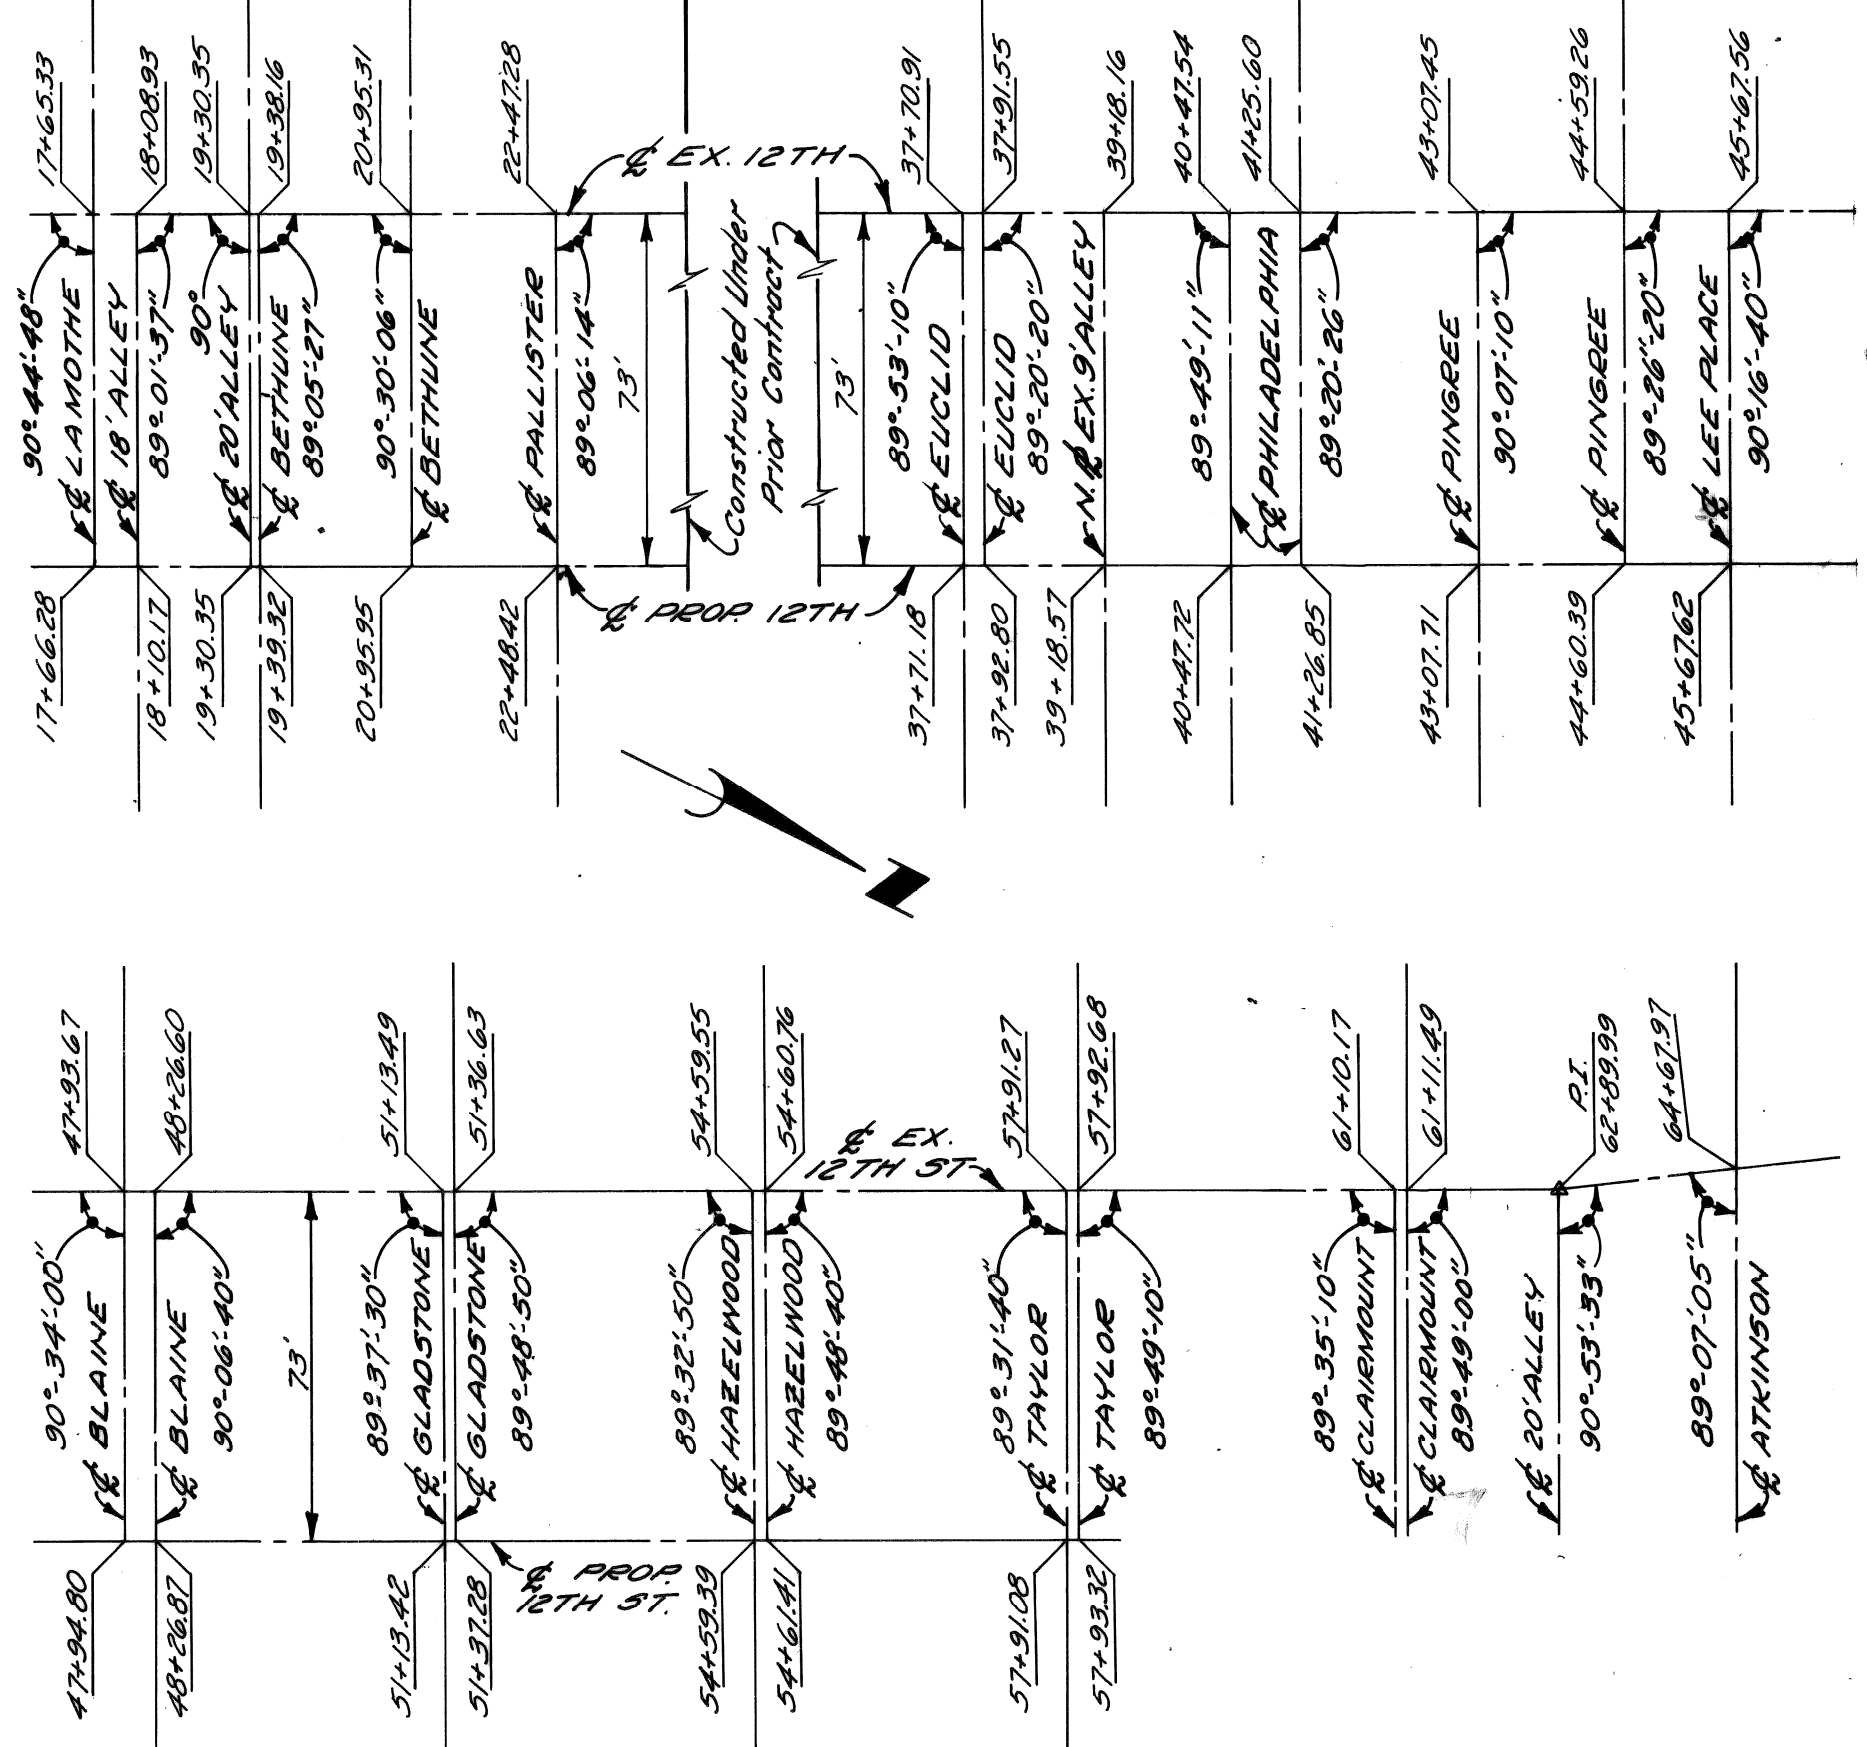 17+65.33
18+08.93
19+30.35
19+38.16
20+95.31
22+47.28
37+70.91
37+91.55
39+18.16
40+47.54
41+25.60
43+07.45
44+59.26
45+67.56
℄ EX. 12TH
90°-44'-48"
℄ LA MOTHE
℄ 18' ALLEY
89°-01'-37"
90°
℄ 20' ALLEY
℄ BETHUNE
89°-05'-27"
90°-30'-06"
℄ BETHUNE
℄ PALLISTER
89°-06'-14"
73'
Constructed Under
Prior Contract
73'
89°-53'-10"
℄ EUCLID
℄ EUCLID
89°-20'-20"
N. ℞ EX. 9' ALLEY
89°-49'-11"
℄ PHILADELPHIA
89°-20'-26"
℄ PINGREE
90°-07'-10"
℄ PINGREE
89°-26"-20"
℄ LEE PLACE
90°-16'-40"
℄ PROP. 12TH
17+66.28
18+10.17
19+30.35
19+39.32
20+95.95
22+48.42
37+71.18
37+92.80
39+18.57
40+47.72
41+26.85
43+07.71
44+60.39
45+67.62
47+93.67
48+26.60
51+13.49
51+36.63
54+59.55
54+60.76
57+91.27
57+92.68
61+10.17
61+11.49
P.I.
62+89.99
64+67.97
℄ EX.
12TH ST
90°-34'-00"
℄ BLAINE
℄ BLAINE
90°-06'-40"
73'
89°-37'-30"
℄ GLADSTONE
℄ GLADSTONE
89°-48'-50"
89°-32'-50"
℄ HAZELWOOD
℄ HAZELWOOD
89°-48'-40"
89°-31'-40"
℄ TAYLOR
℄ TAYLOR
89°-49'-10"
89°-35'-10"
℄ CLAIRMOUNT
℄ CLAIRMOUNT
89°-49'-00"
℄ 20' ALLEY
90°-53'-33"
89°-07'-05"
℄ ATKINSON
℄ PROP.
12TH ST.
47+94.80
48+26.87
51+13.42
51+37.28
54+59.39
54+61.41
57+91.08
57+93.32